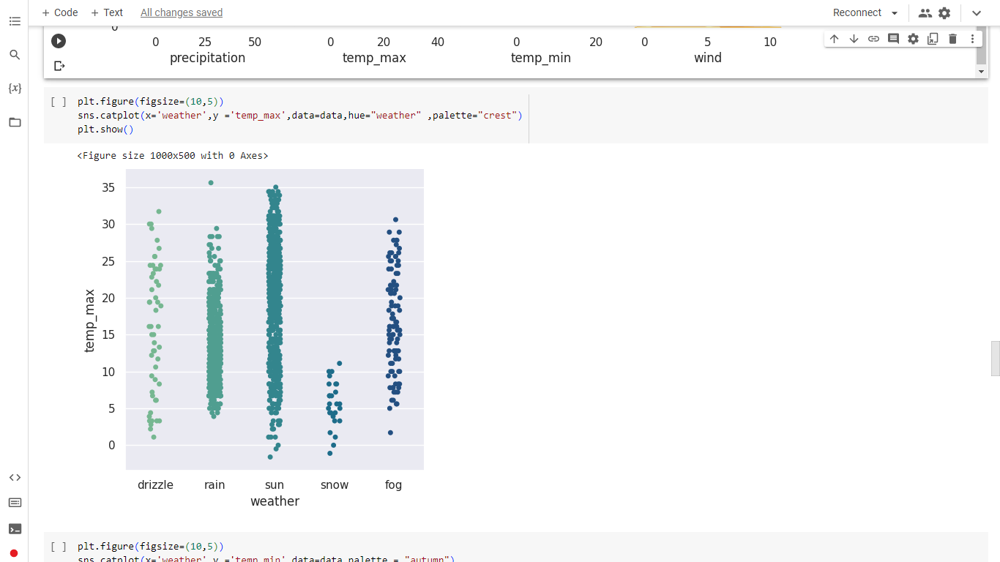 + Code + Text All changes saved Reconnect
0
0 25 50 0 20 40 0 20 0 5 10
precipitation temp_max temp_min wind
{x}
[ ] plt.figure(figsize=(10,5))
sns.catplot(x='weather',y ='temp_max',data=data,hue="weather" ,palette="crest")
plt.show()
<Figure size 1000x500 with 0 Axes>
35
30
25
20
15
10
5
0
temp_max
drizzle rain sun snow fog
weather
[ ] plt.figure(figsize=(10,5))
sns.catplot(x='weather',y ='temp_min',data=data,palette = "autumn")